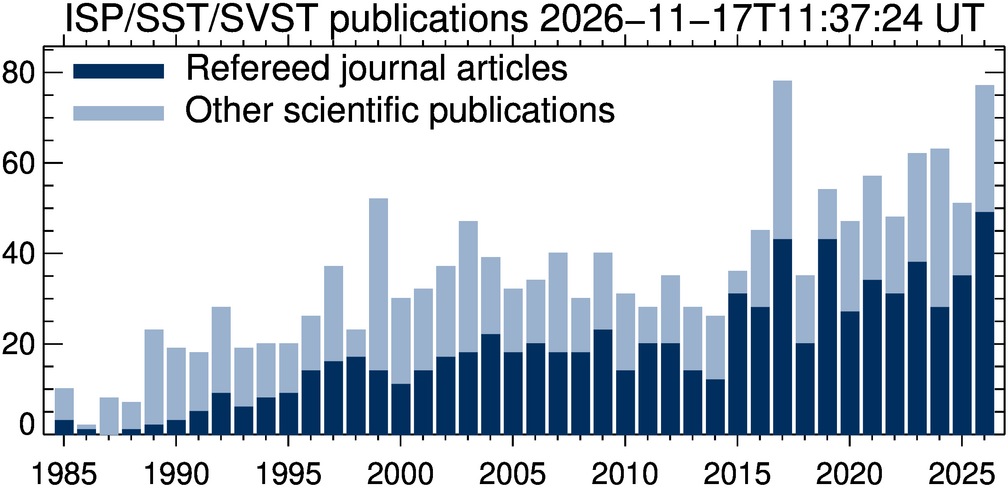 ISP/SST/SVST publications 2026−11−17T11:37:24 UT
Refereed journal articles
Other scientific publications
80
60
40
20
0
1985 1990 1995 2000 2005 2010 2015 2020 2025